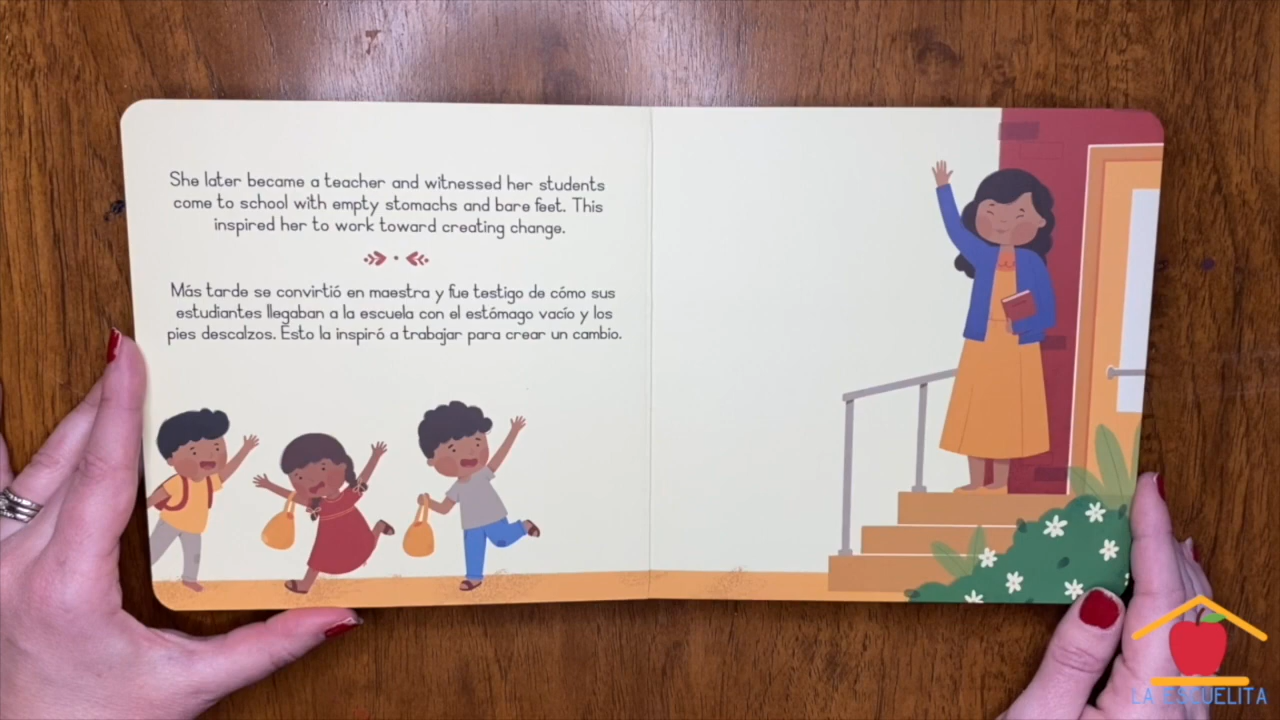 She later became a teacher and witnessed her students
come to school with empty stomachs and bare feet. This
inspired her to work toward creating change.
Más tarde se convirtió en maestra y fue testigo de cómo sus
estudiantes llegaban a la escuela con el estómago vacío y los
pies descalzos. Esto la inspiró a trabajar para crear un cambio.
LA ESCUELITA